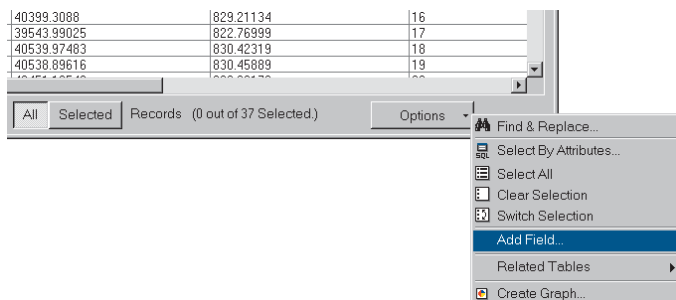 40399.3088 829.21134 16
39543.99025 822.76999 17
40539.97483 830.42319 18
40538.89616 830.45889 19
All Selected Records (0 out of 37 Selected.) Options
Find & Replace...
SQL Select By Attributes...
Select All
Clear Selection
Switch Selection
Add Field...
Related Tables
Create Graph...